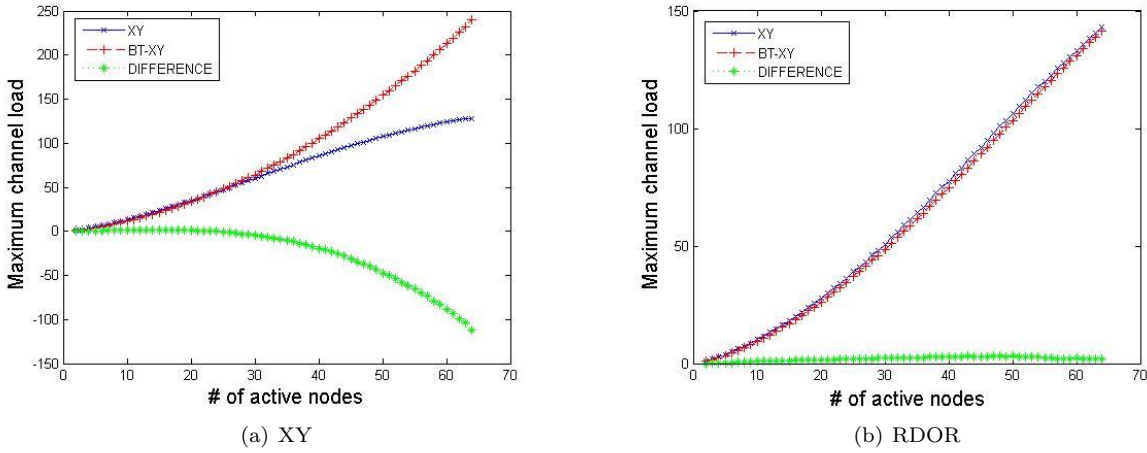 250
200
150
100
50
0
-50
-100
-150
Maximum channel load
XY
BT-XY
DIFFERENCE
0 10 20 30 40 50 60 70
# of active nodes
(a) XY
150
100
50
0
Maximum channel load
XY
BT-XY
DIFFERENCE
0 10 20 30 40 50 60 70
# of active nodes
(b) RDOR